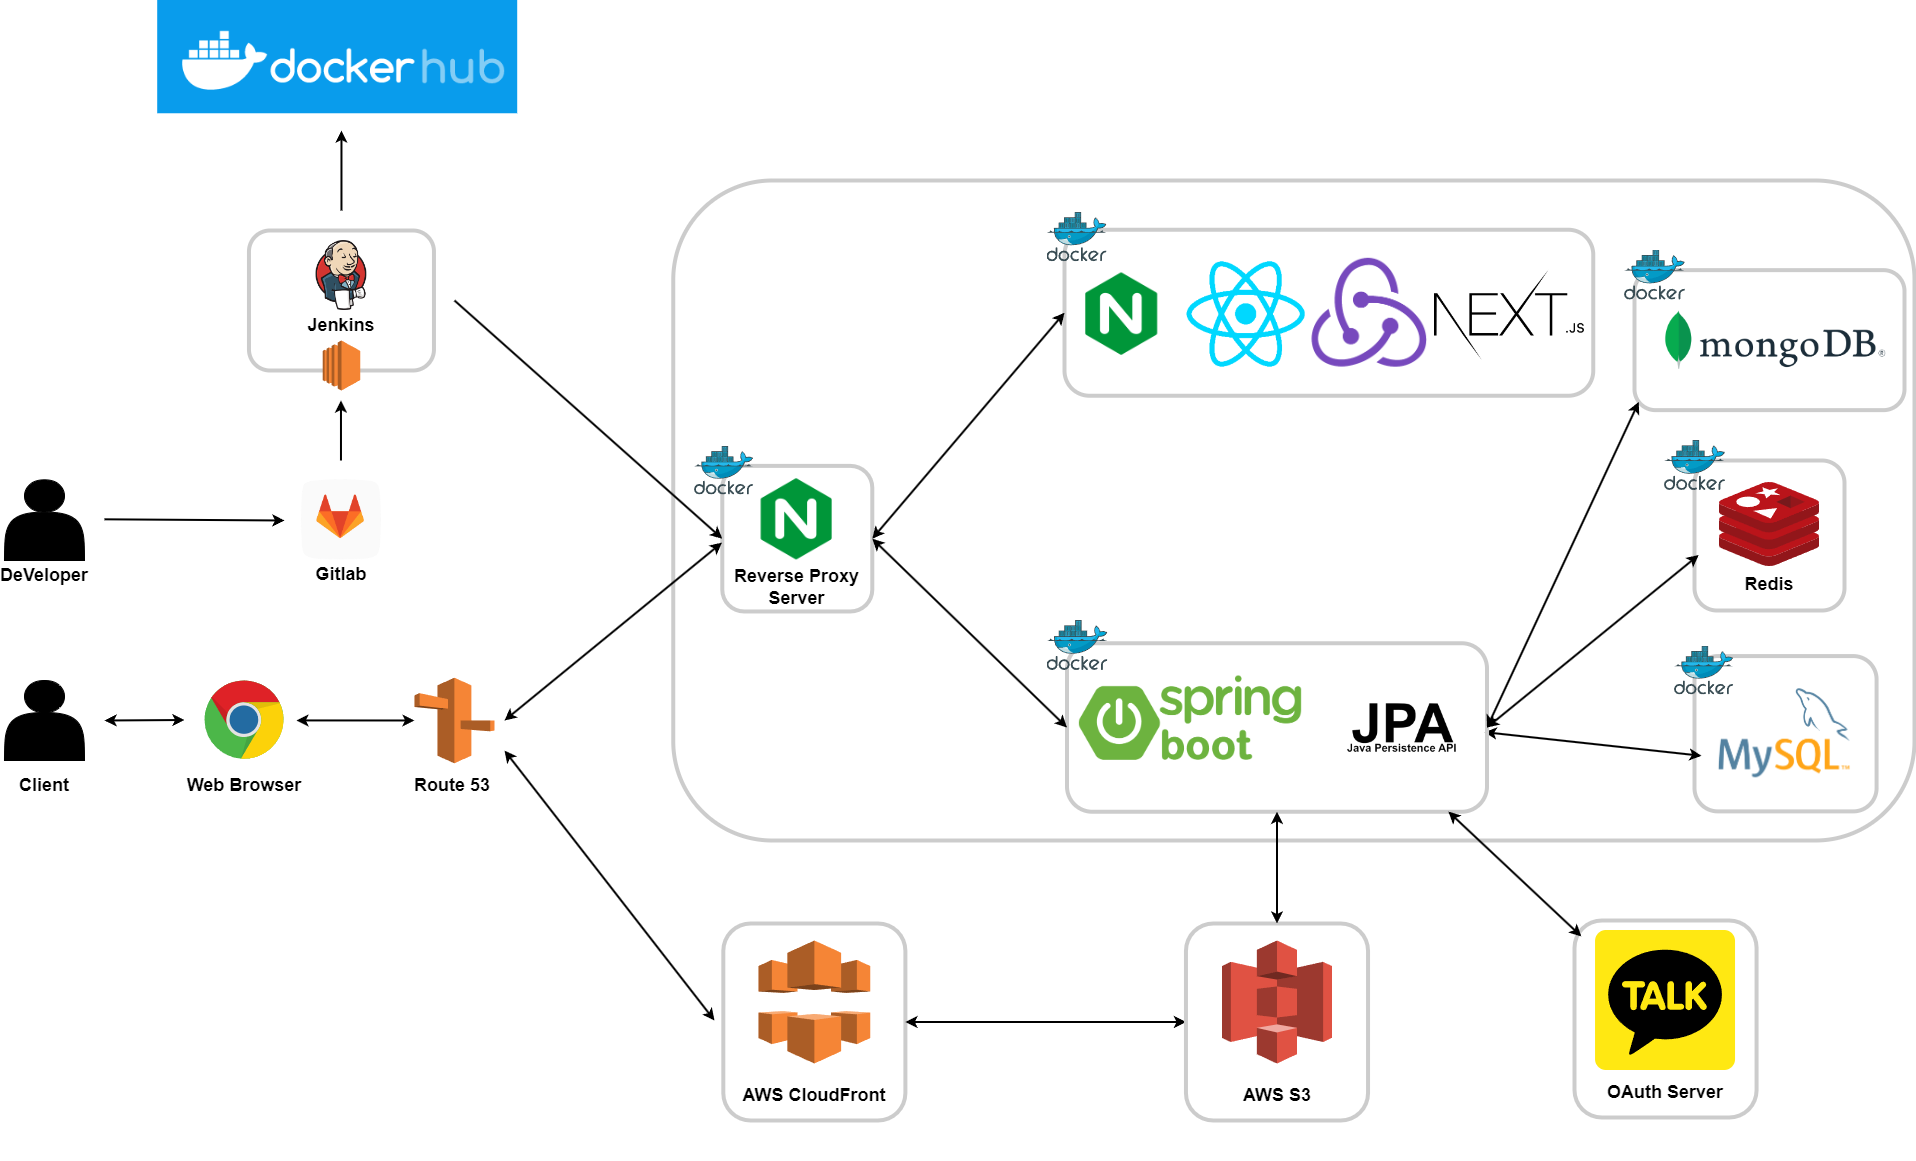 docker hub
Jenkins
DeVeloper
Gitlab
Client
Web Browser
Route 53
docker
Reverse Proxy
Server
docker
N
NEXT.JS
docker
mongoDB®
docker
Redis
docker
MySQL™
docker
spring
boot
JPA
Java Persistence API
N
AWS CloudFront
AWS S3
TALK
OAuth Server